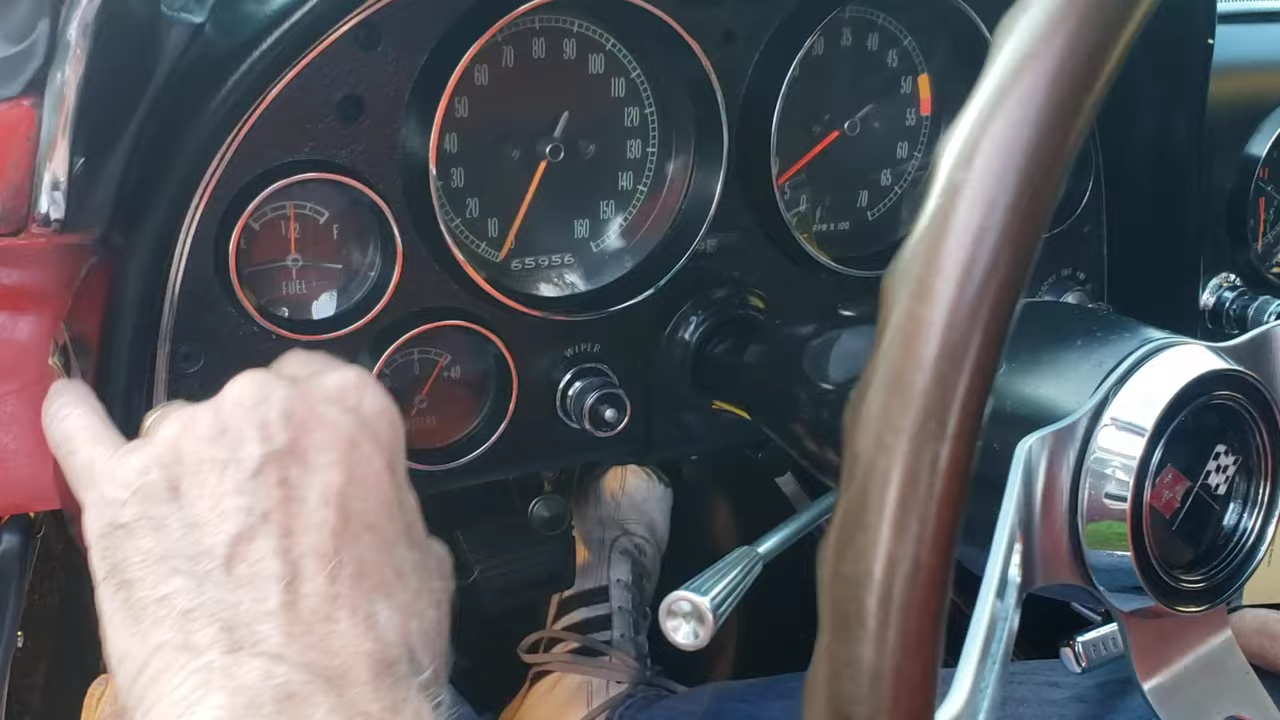 10 20 30 40 50 60 70 80 90 100 110 120 130 140 150 160
65956
5 30 35 40 45 50 55 60 65 70
RPM X 100
E 1/2 F
FUEL
+40
WIPER